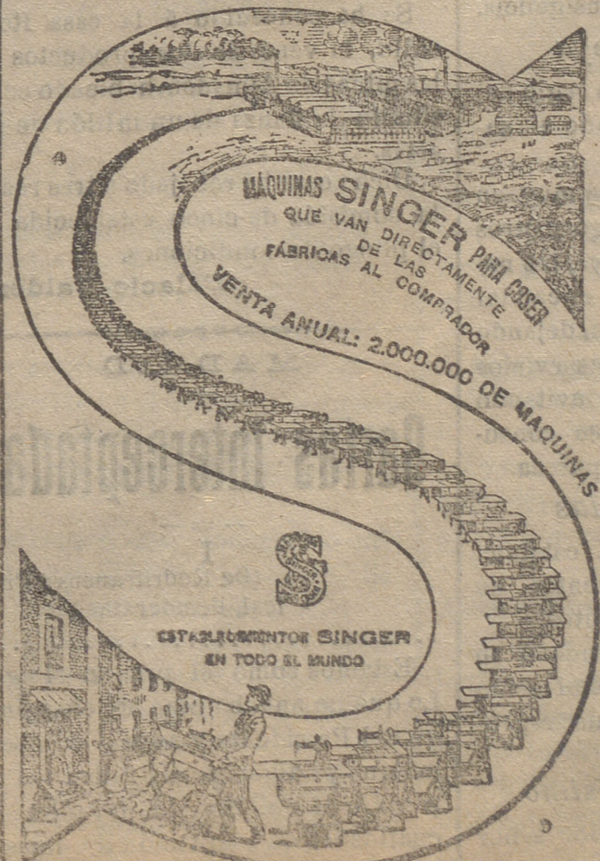 MÁQUINAS SINGER PARA COSER
QUE VAN DIRECTAMENTE
DE LAS
FÁBRICAS AL COMPRADOR
VENTA ANUAL: 2.000.000 DE MAQUINAS
S
ESTABLECIMIENTOS SINGER
EN TODO EL MUNDO